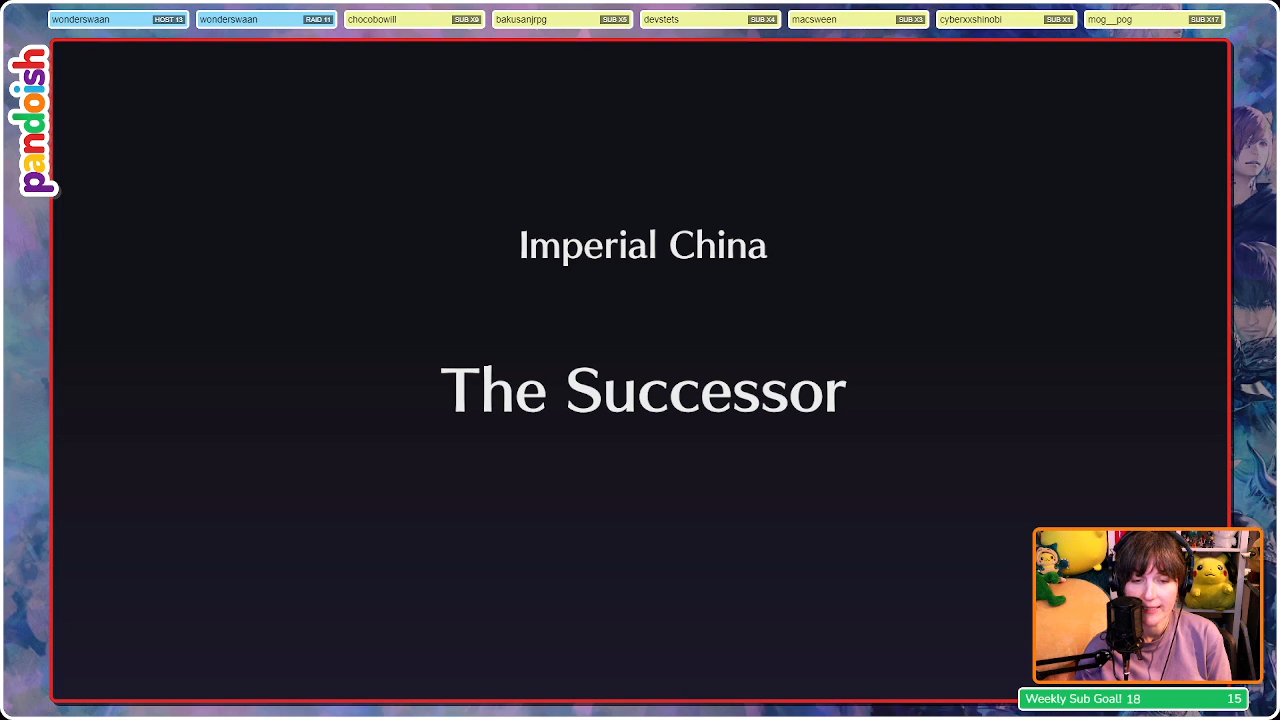 wonderswaan HOST 13 wonderswaan RAID 11 chocobowill SUB X9 bakusanjrpg SUB X5 devstets SUB X4 macsween SUB X3 cyberxxshinobi SUB X1 mog__pog SUB X17
pandoish
Imperial China
The Successor
Weekly Sub Goal! 18 15